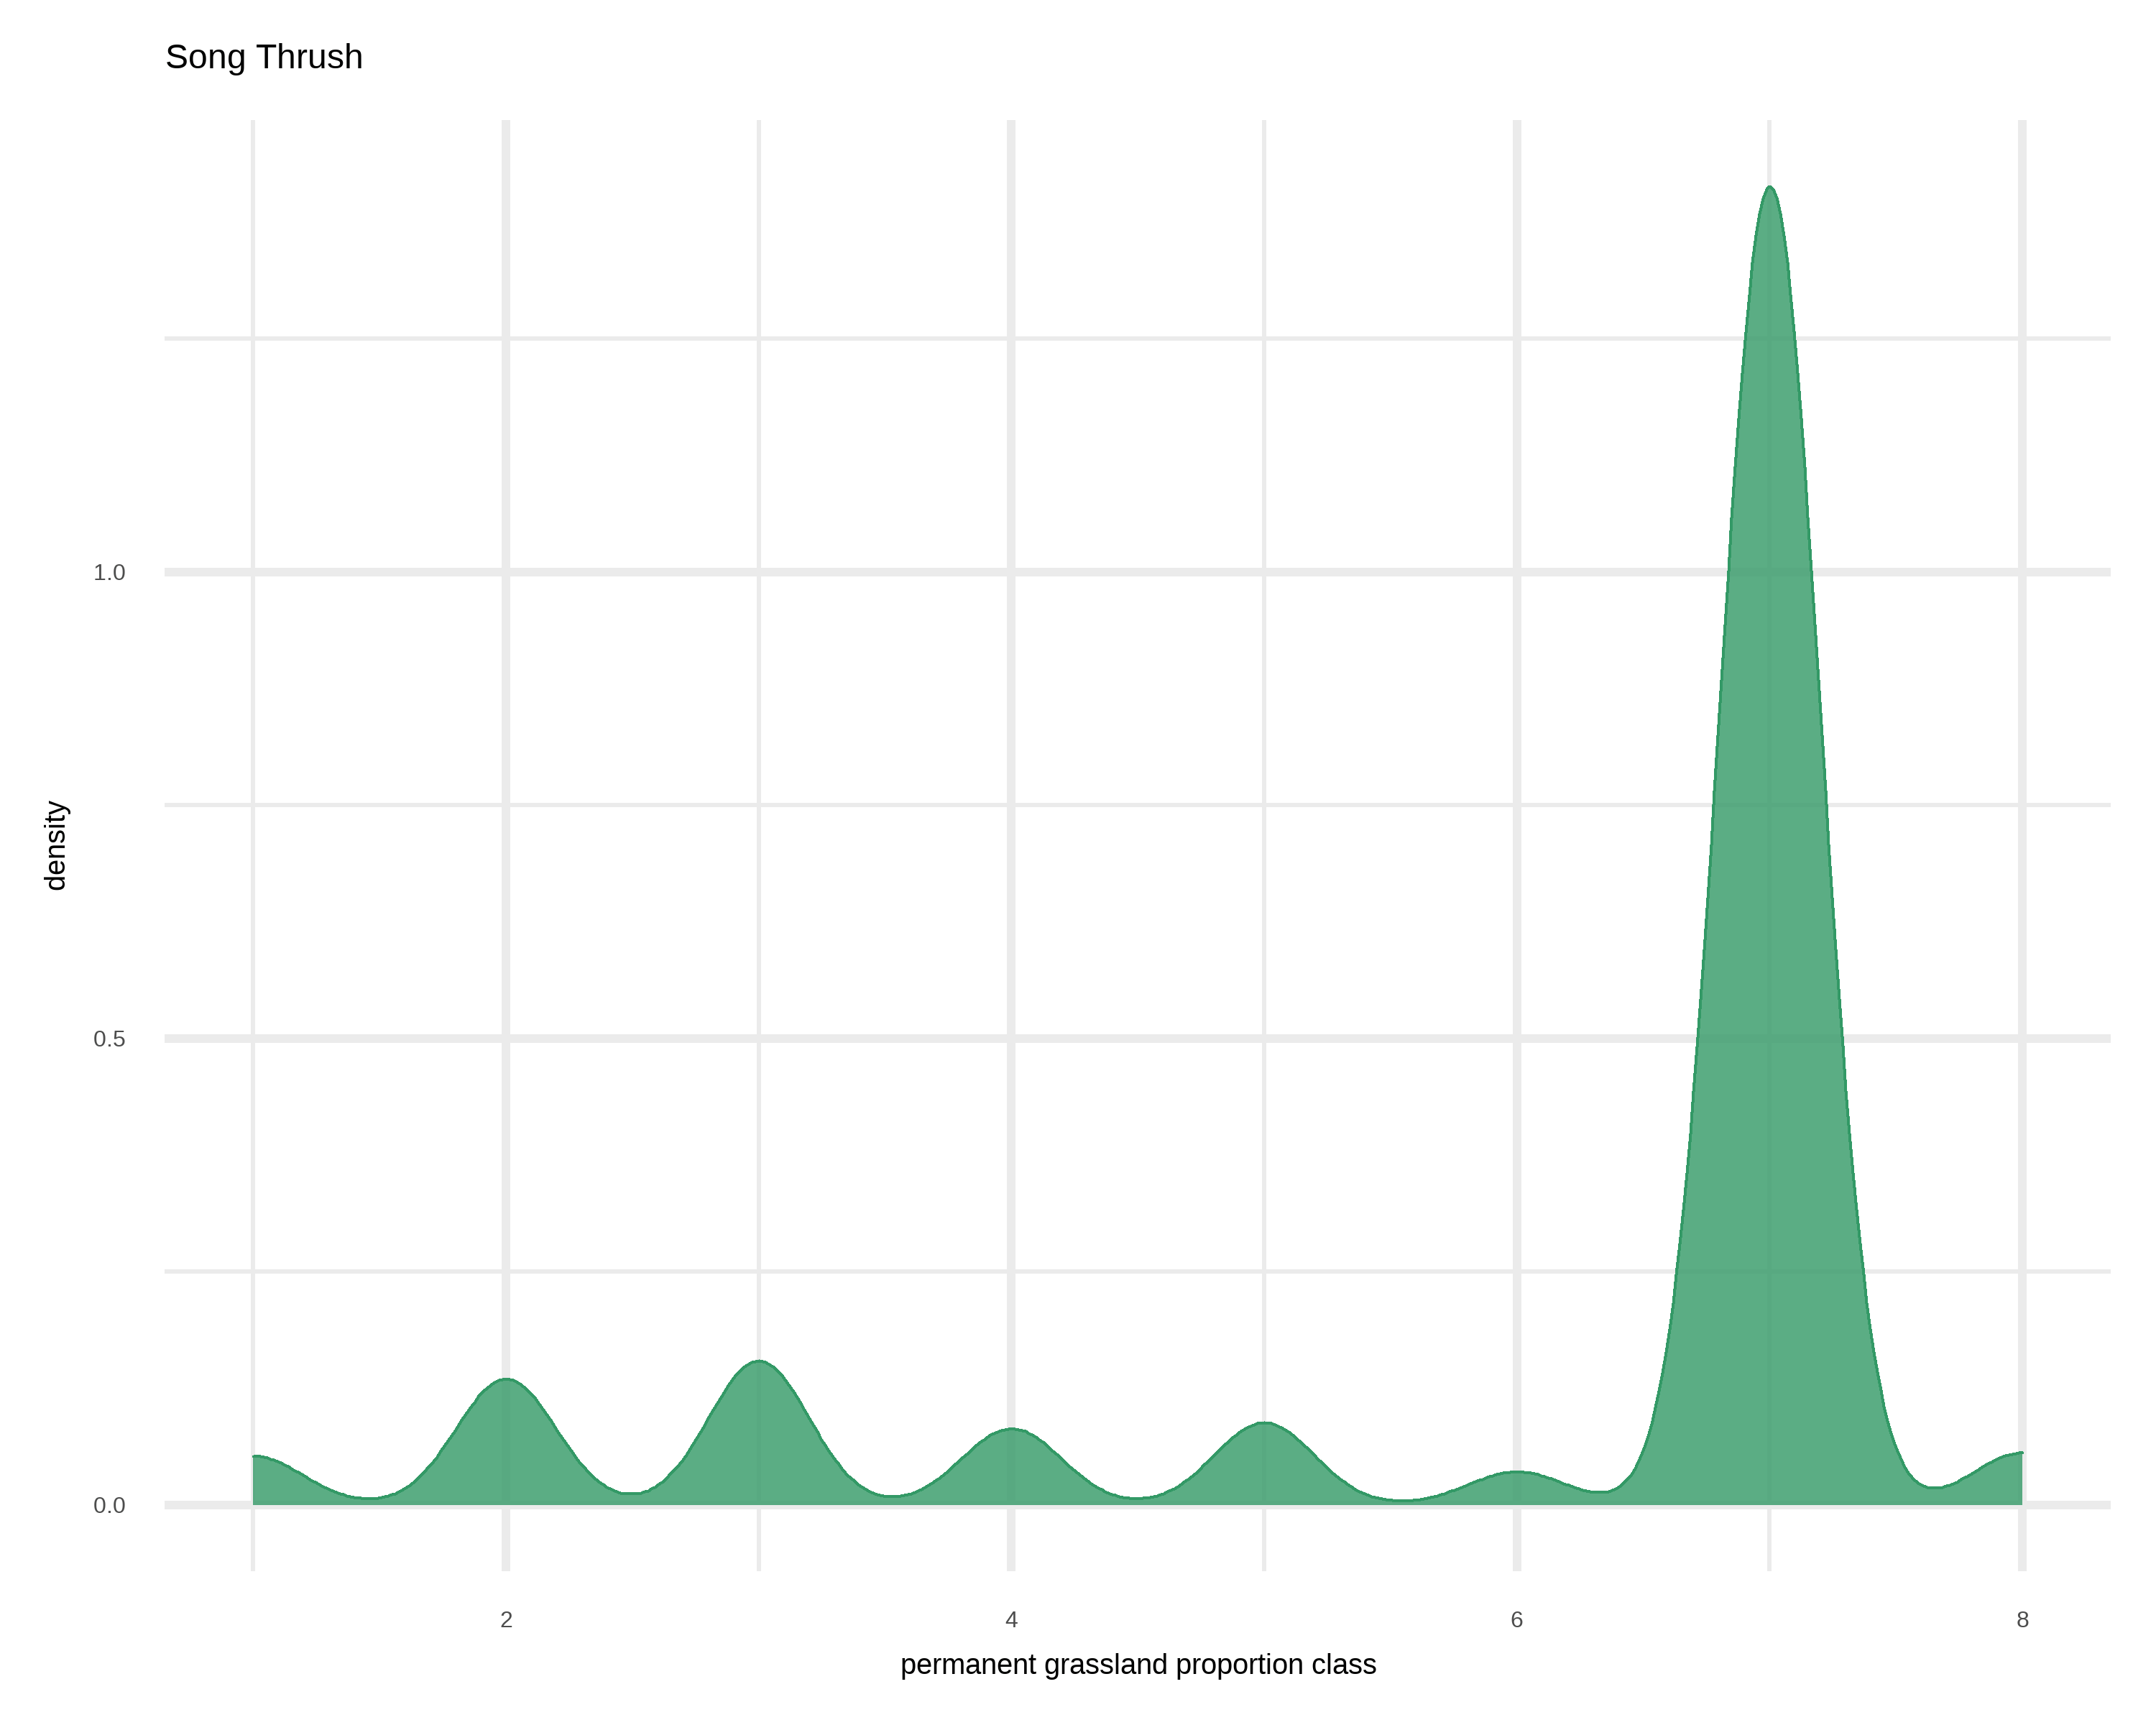 Song Thrush
1.0
0.5
0.0
density
2 4 6 8
permanent grassland proportion class